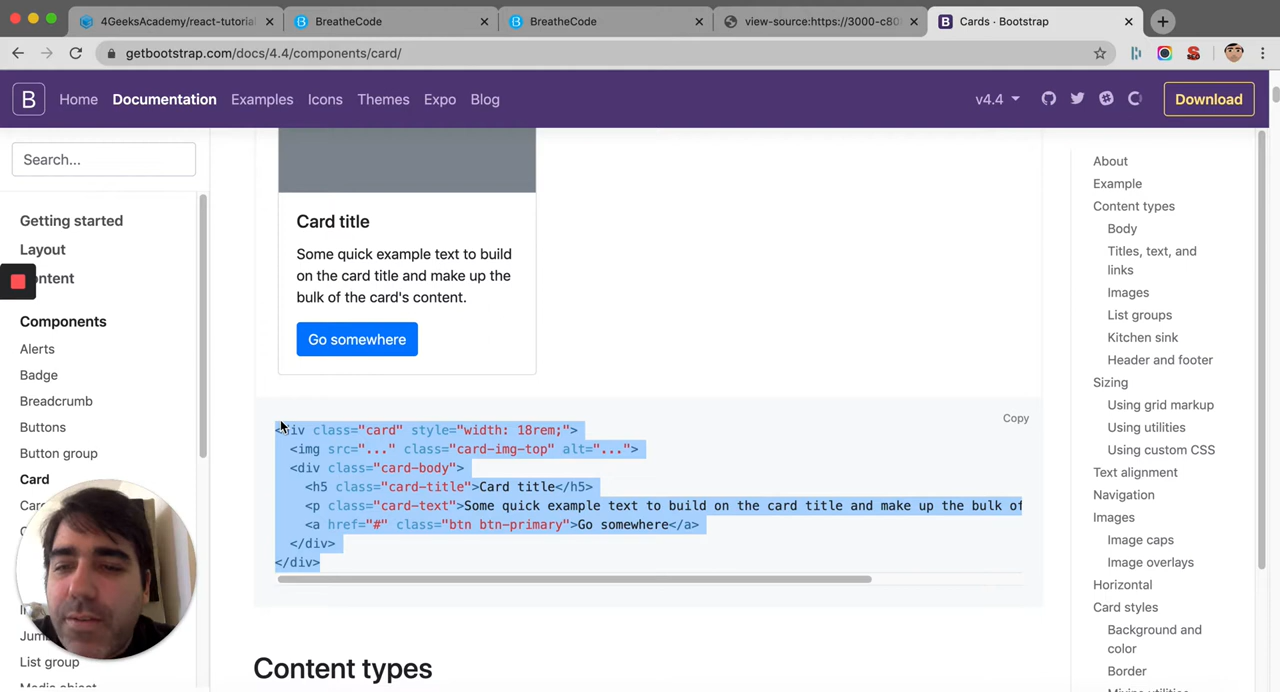 4GeeksAcademy/react-tutorial
BreatheCode
BreatheCode
view-source:https://3000-c80
Cards · Bootstrap
getbootstrap.com/docs/4.4/components/card/
B
Home
Documentation
Examples
Icons
Themes
Expo
Blog
v4.4
Download
Search...
Getting started
Layout
ontent
Components
Alerts
Badge
Breadcrumb
Buttons
Button group
Card
List group
Media object
Card title
Some quick example text to build
on the card title and make up the
bulk of the card's content.
Go somewhere
Copy
<div class="card" style="width: 18rem;">
<img src="..." class="card-img-top" alt="...">
<div class="card-body">
<h5 class="card-title">Card title</h5>
<p class="card-text">Some quick example text to build on the card title and make up the bulk of
<a href="#" class="btn btn-primary">Go somewhere</a>
</div>
</div>
Content types
About
Example
Content types
Body
Titles, text, and
links
Images
List groups
Kitchen sink
Header and footer
Sizing
Using grid markup
Using utilities
Using custom CSS
Text alignment
Navigation
Images
Image caps
Image overlays
Horizontal
Card styles
Background and
color
Border